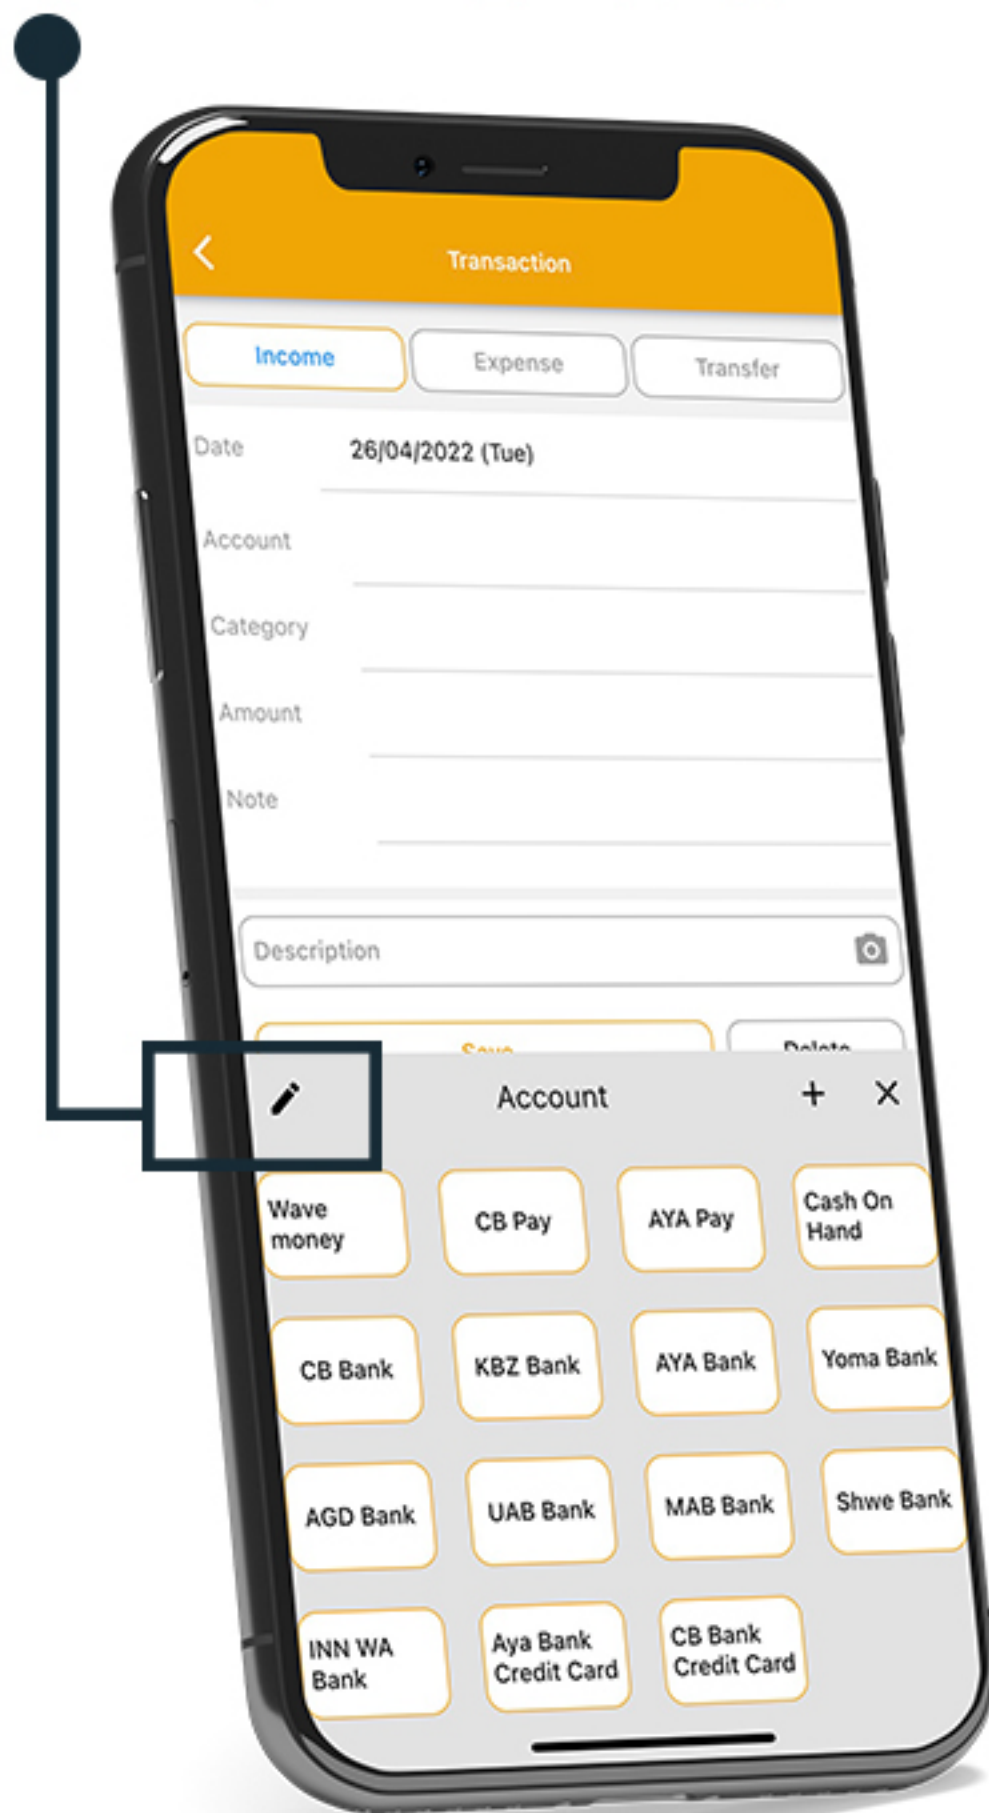 Transaction
Income Expense Transfer
Date 26/04/2022 (Tue)
Account
Category
Amount
Note
Description
Save Delete
Account
Wave
money
CB Pay
AYA Pay
Cash On
Hand
CB Bank
KBZ Bank
AYA Bank
Yoma Bank
AGD Bank
UAB Bank
MAB Bank
Shwe Bank
INN WA
Bank
Aya Bank
Credit Card
CB Bank
Credit Card